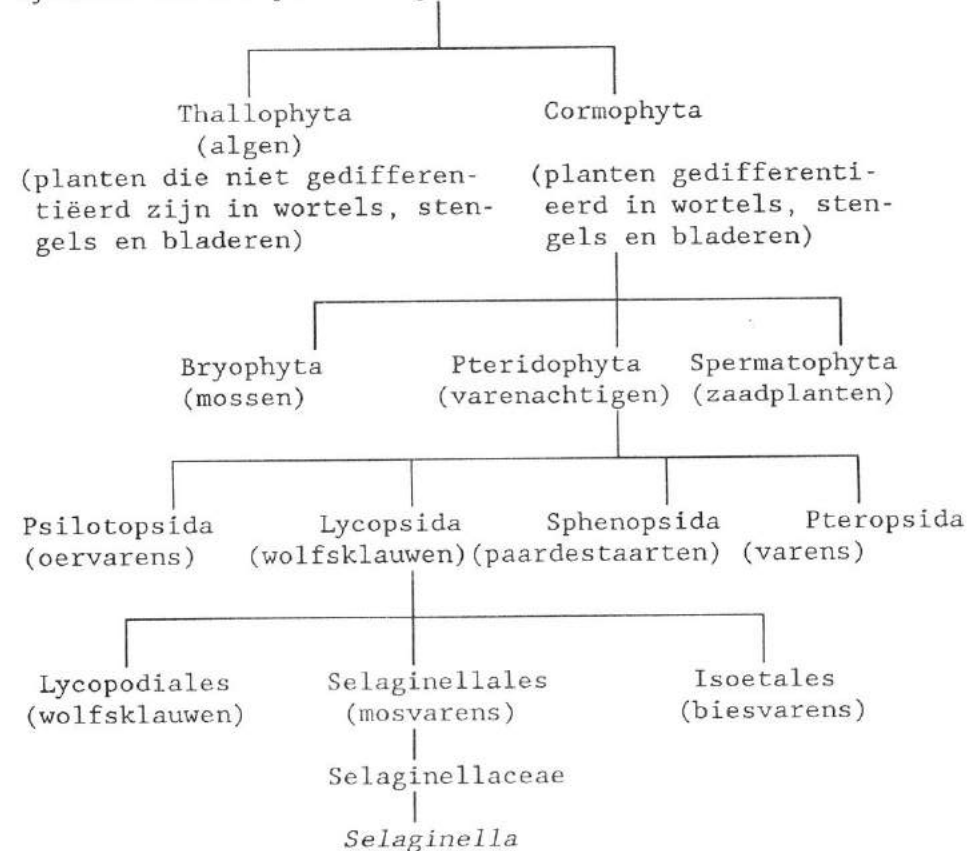 Thallophyta
(algen)
(planten die niet gedifferen-
tiëerd zijn in wortels, sten-
gels en bladeren)
Cormophyta
(planten gedifferenti-
eerd in wortels, sten-
gels en bladeren)
Bryophyta
(mossen)
Pteridophyta
(varenachtigen)
Spermatophyta
(zaadplanten)
Psilotopsida
(oervarens)
Lycopsida
(wolfsklauwen)
Sphenopsida
(paardestaarten)
Pteropsida
(varens)
Lycopodiales
(wolfsklauwen)
Selaginellales
(mosvarens)
Isoetales
(biesvarens)
Selaginellaceae
Selaginella